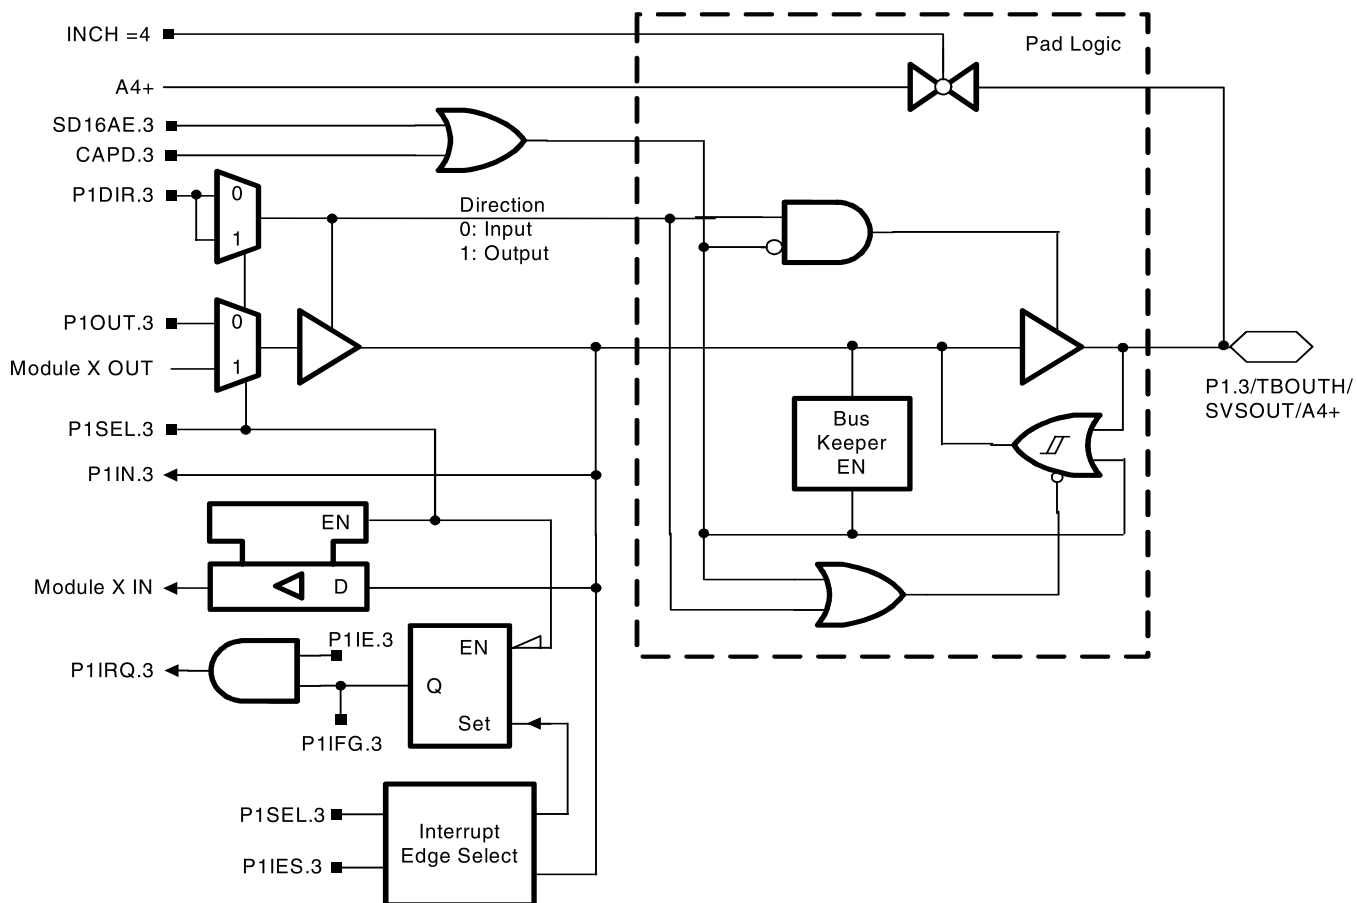 INCH =4
Pad Logic
A4+
SD16AE.3
CAPD.3
P1DIR.3
0
1
Direction
0: Input
1: Output
P1OUT.3
0
Module X OUT
1
P1.3/TBOUTH/
SVSOUT/A4+
P1SEL.3
Bus
Keeper
EN
P1IN.3
EN
Module X IN
D
P1IE.3
EN
P1IRQ.3
Q
Set
P1IFG.3
P1SEL.3
Interrupt
Edge Select
P1IES.3